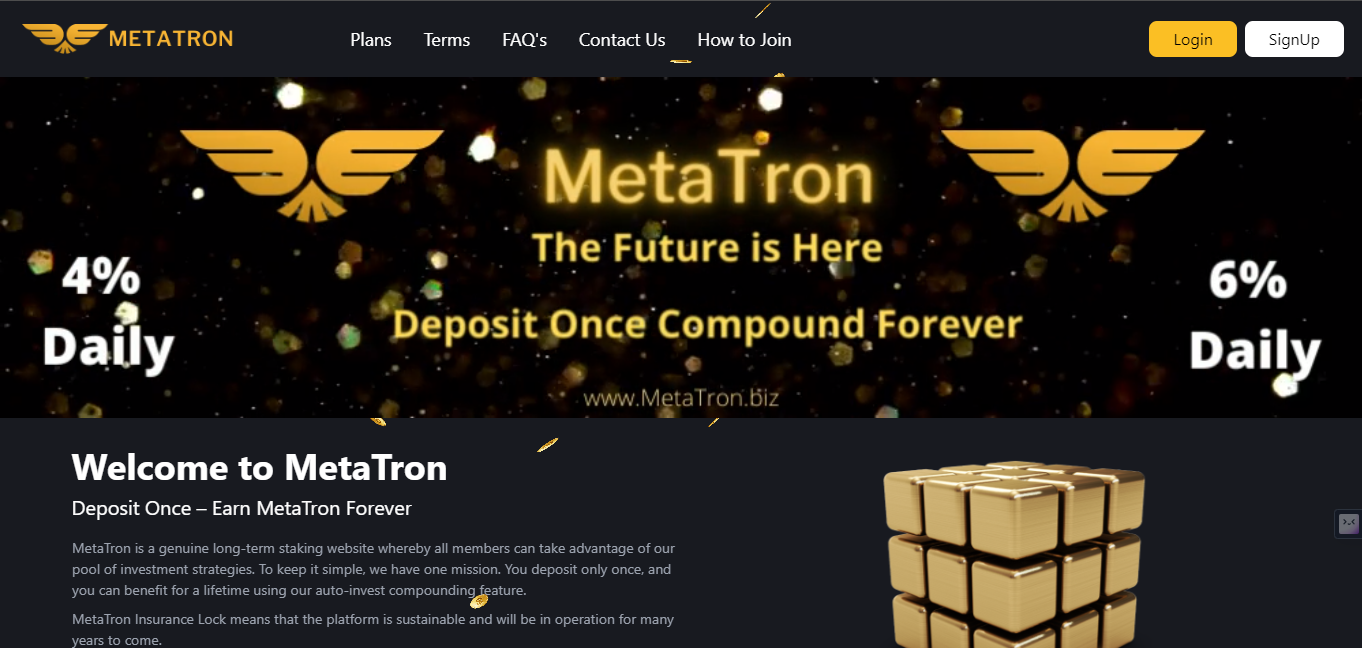 METATRON
Plans
Terms
FAQ's
Contact Us
How to Join
Login
SignUp
MetaTron
The Future is Here
4%
Daily
6%
Daily
Deposit Once Compound Forever
www.MetaTron.biz
Welcome to MetaTron
Deposit Once – Earn MetaTron Forever
MetaTron is a genuine long-term staking website whereby all members can take advantage of our
pool of investment strategies. To keep it simple, we have one mission. You deposit only once, and
you can benefit for a lifetime using our auto-invest compounding feature.
MetaTron Insurance Lock means that the platform is sustainable and will be in operation for many
years to come.